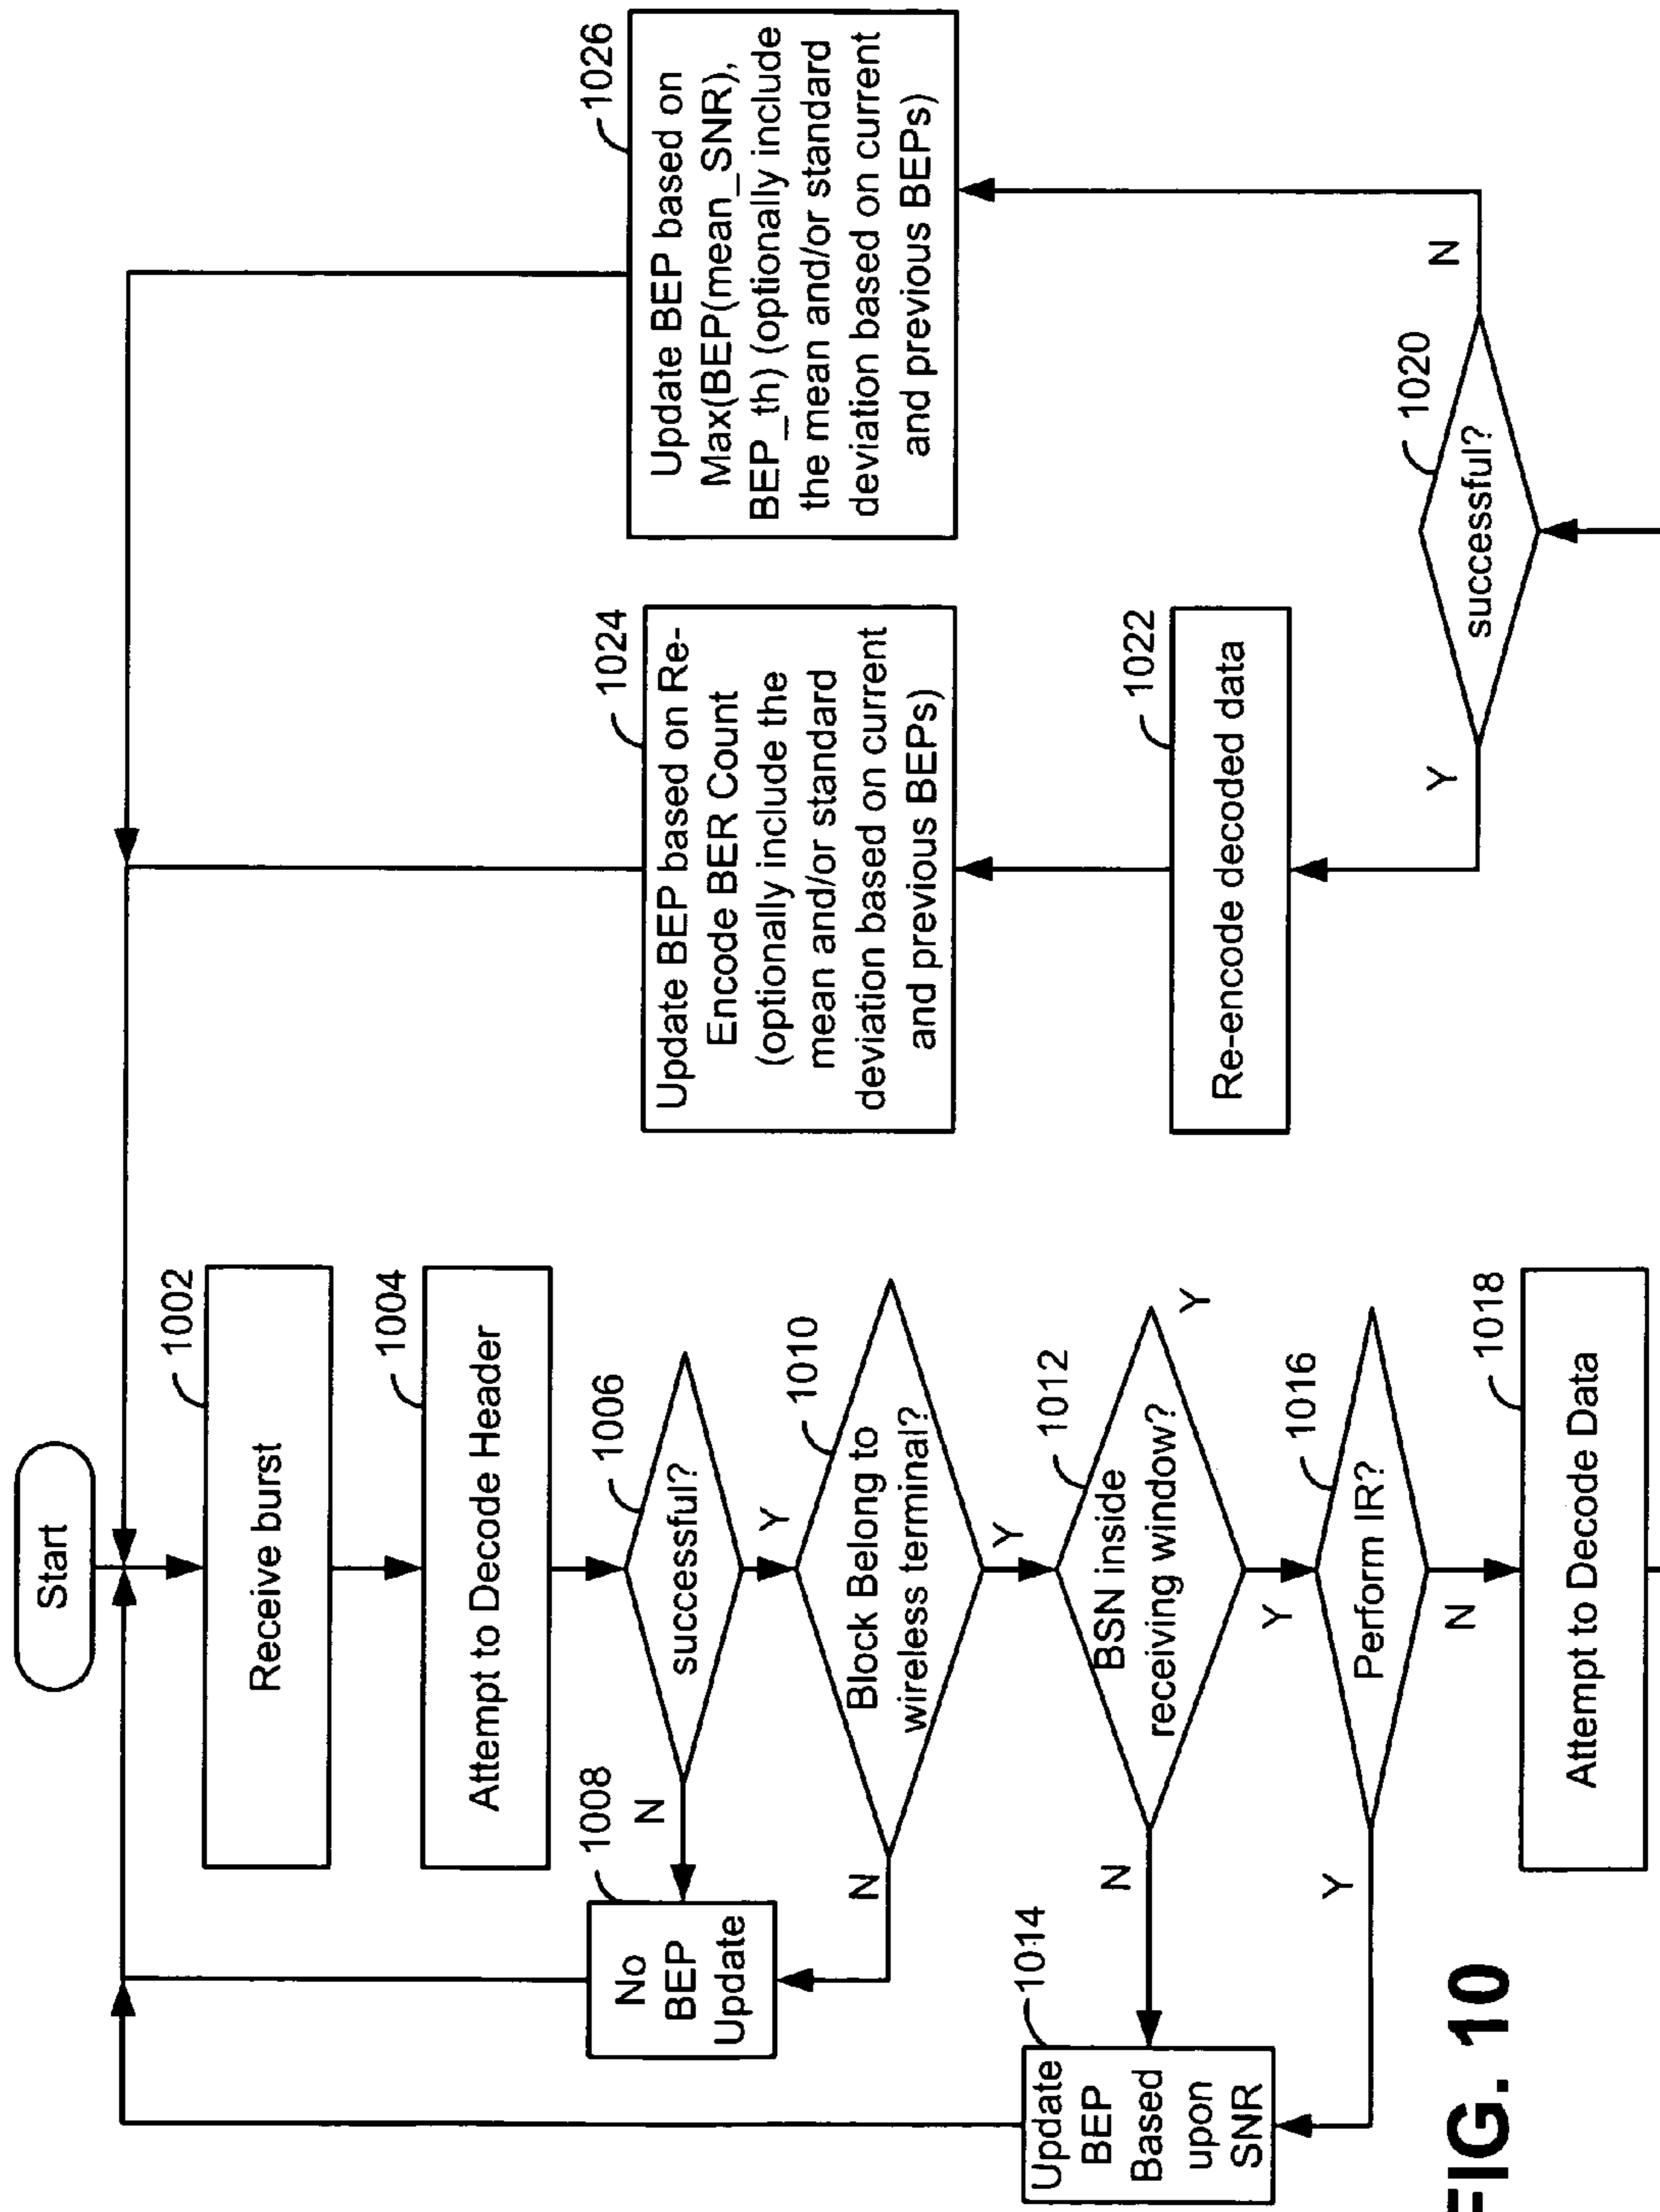 Start
1002
Receive burst
1004
Attempt to Decode Header
1006
successful?
N
Y
1008
No
BEP
Update
1010
Block Belong to
wireless terminal?
N
Y
1012
BSN inside
receiving window?
Y
N
Y
1014
Update
BEP
Based
upon
SNR
1016
Perform IR?
Y
N
1018
Attempt to Decode Data
1020
successful?
Y
N
1022
Re-encode decoded data
1024
Update BEP based on Re-
Encode BER Count
(optionally include the
mean and/or standard
deviation based on current
and previous BEPs)
1026
Update BEP based on
Max(BEP(mean_SNR),
BEP_th) (optionally include
the mean and/or standard
deviation based on current
and previous BEPs)
FIG. 10